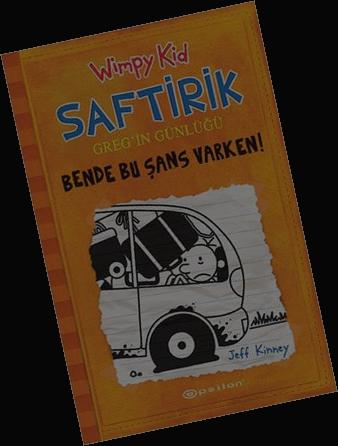 Wimpy Kid
SAFTİRİK
GREG'İN GÜNLÜĞÜ
BENDE BU ŞANS VARKEN!
Jeff Kinney
epsilon